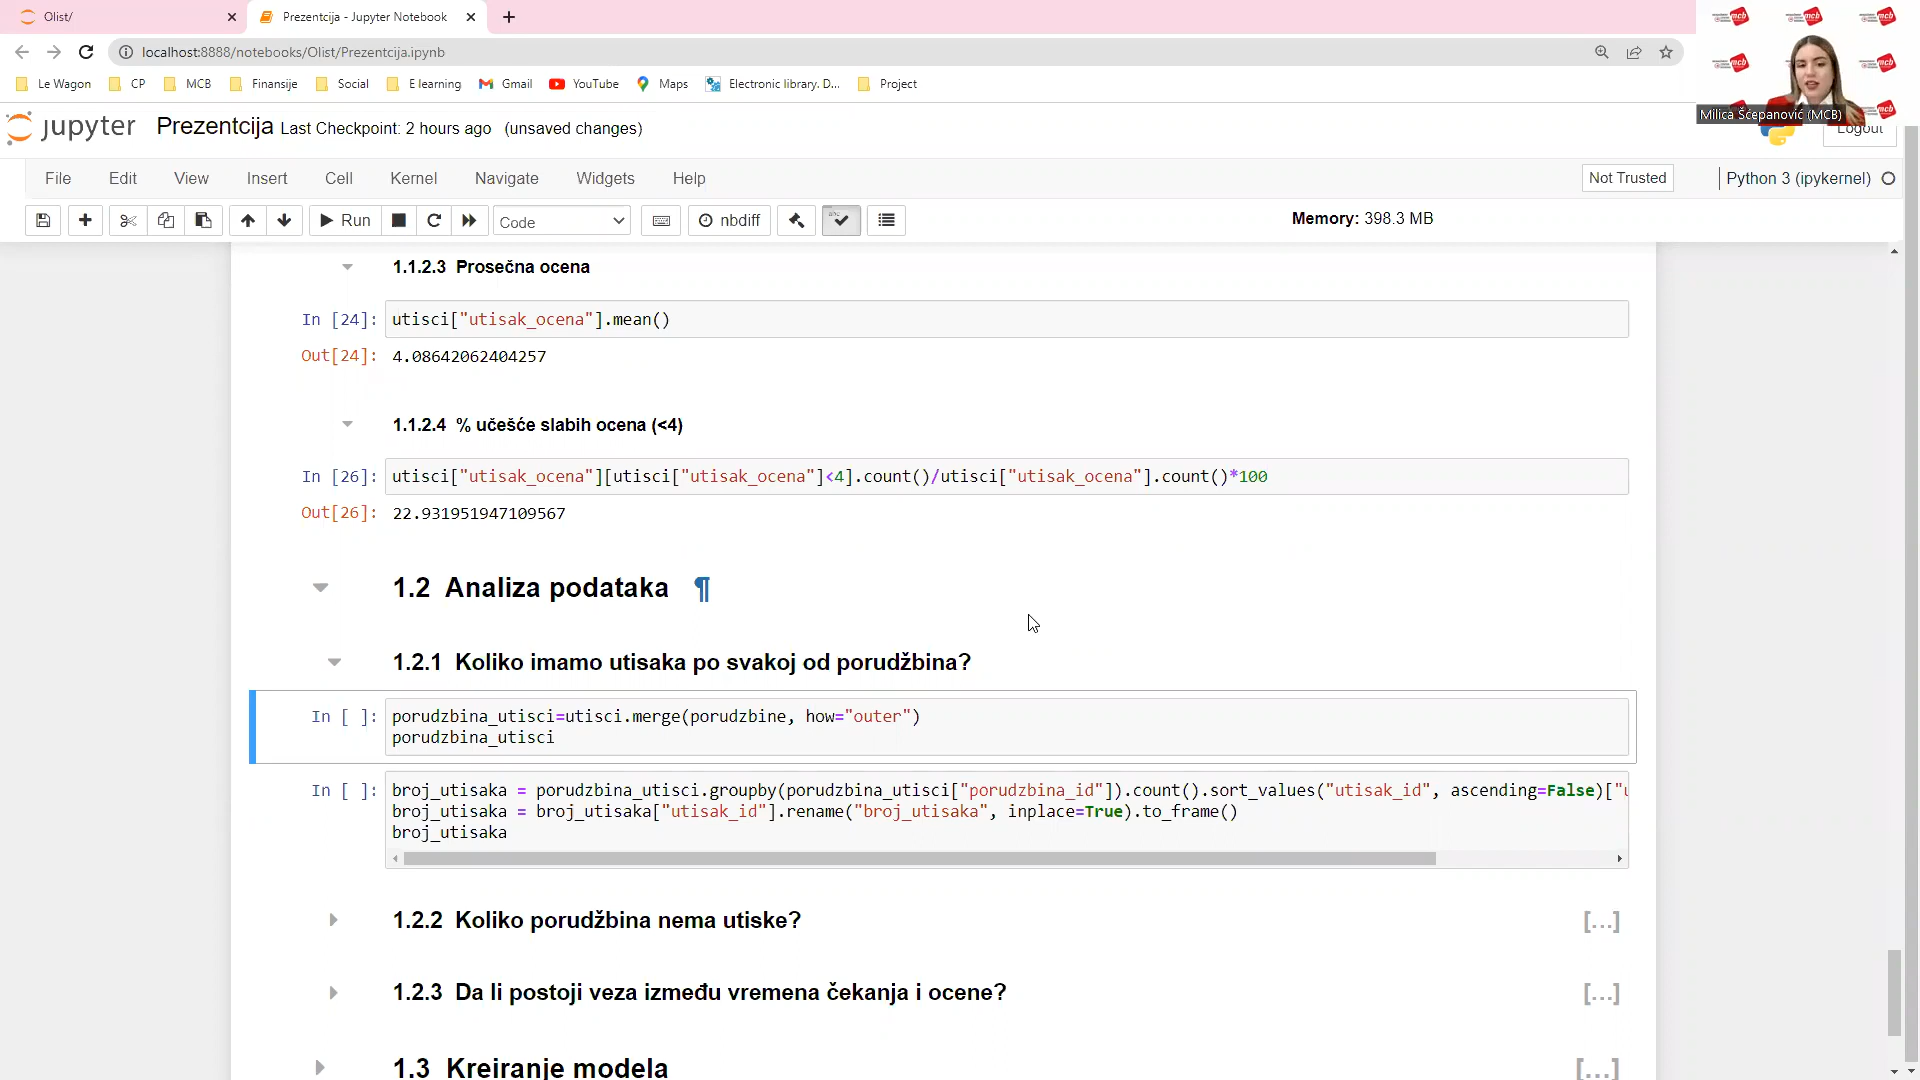 Olist/
Prezentcija - Jupyter Notebook
localhost:8888/notebooks/Olist/Prezentcija.ipynb
Le Wagon
CP
MCB
Finansije
Social
E learning
Gmail
YouTube
Maps
Electronic library. D...
Project
mcb
mcb
mcb
mcb
mcb
mcb
Milica Šćepanović (MCB)
jupyter Prezentcija Last Checkpoint: 2 hours ago (unsaved changes)
Logout
File Edit View Insert Cell Kernel Navigate Widgets Help
Not Trusted
Python 3 (ipykernel)
Run
Code
nbdiff
Memory: 398.3 MB
1.1.2.3 Prosečna ocena
In [24]: utisci["utisak_ocena"].mean()
Out[24]: 4.08642062404257
1.1.2.4 % učešće slabih ocena (<4)
In [26]: utisci["utisak_ocena"][utisci["utisak_ocena"]<4].count()/utisci["utisak_ocena"].count()*100
Out[26]: 22.931951947109567
1.2 Analiza podataka ¶
1.2.1 Koliko imamo utisaka po svakoj od porudžbina?
In [ ]: porudzbina_utisci=utisci.merge(porudzbine, how="outer")
porudzbina_utisci
In [ ]: broj_utisaka = porudzbina_utisci.groupby(porudzbina_utisci["porudzbina_id"]).count().sort_values("utisak_id", ascending=False)["u
broj_utisaka = broj_utisaka["utisak_id"].rename("broj_utisaka", inplace=True).to_frame()
broj_utisaka
1.2.2 Koliko porudžbina nema utiske?
[...]
1.2.3 Da li postoji veza između vremena čekanja i ocene?
[...]
1.3 Kreiranje modela
[...]